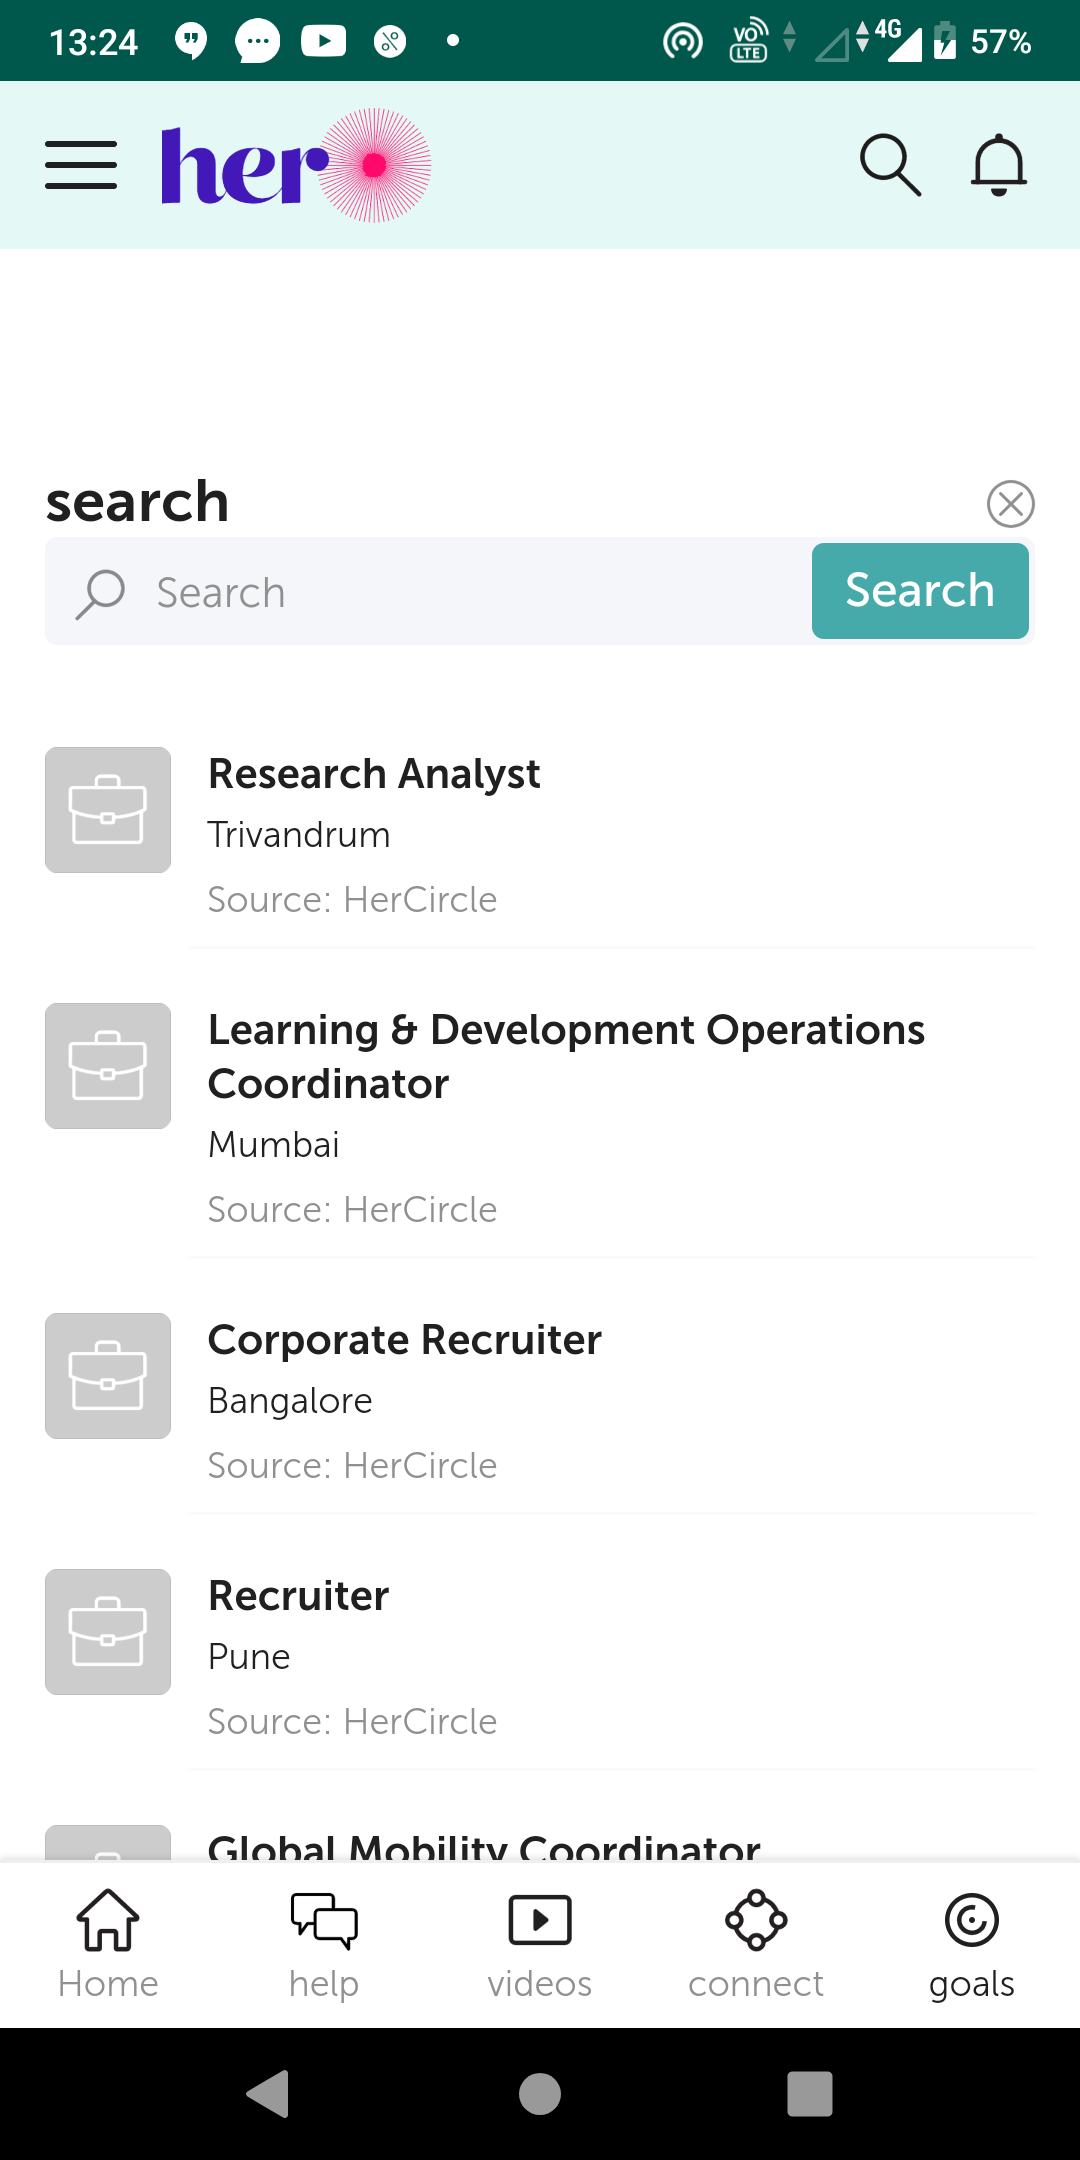 13:24
VO
LTE
4G
57%
her
search
Search
Search
Research Analyst
Trivandrum
Source: HerCircle
Learning & Development Operations
Coordinator
Mumbai
Source: HerCircle
Corporate Recruiter
Bangalore
Source: HerCircle
Recruiter
Pune
Source: HerCircle
Global Mobility Coordinator
Home
help
videos
connect
goals